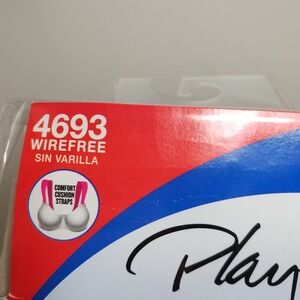 4693
WIREFREE
SIN VARILLA
COMFORT
CUSHION
STRAPS
Play